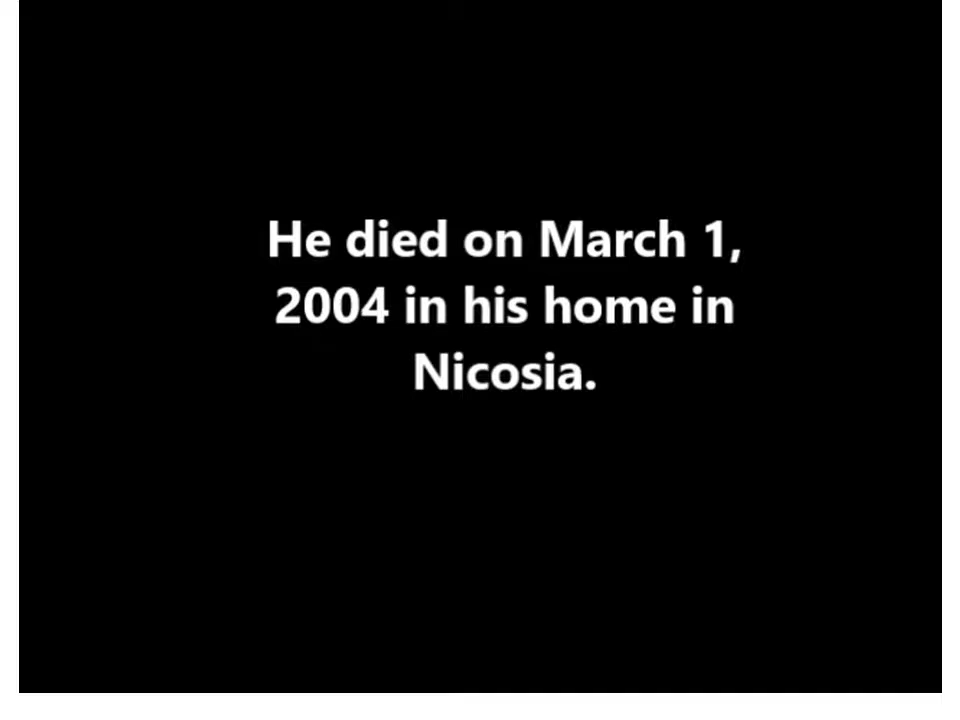 He died on March 1,
2004 in his home in
Nicosia.